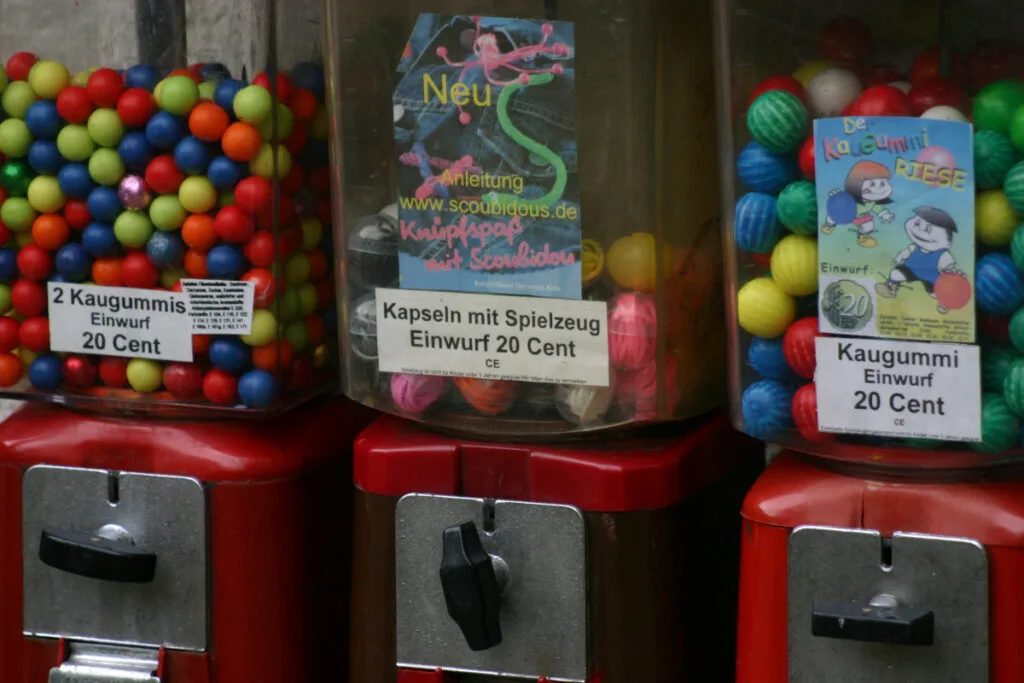 2 Kaugummis
Einwurf
20 Cent
Neu
Anleitung
www.scoubidous.de
Knüpfspaß
mit Scoubidou
Kapseln mit Spielzeug
Einwurf 20 Cent
CE
De
Kaugummi
RIESE
Einwurf:
20
Kaugummi
Einwurf
20 Cent
CE